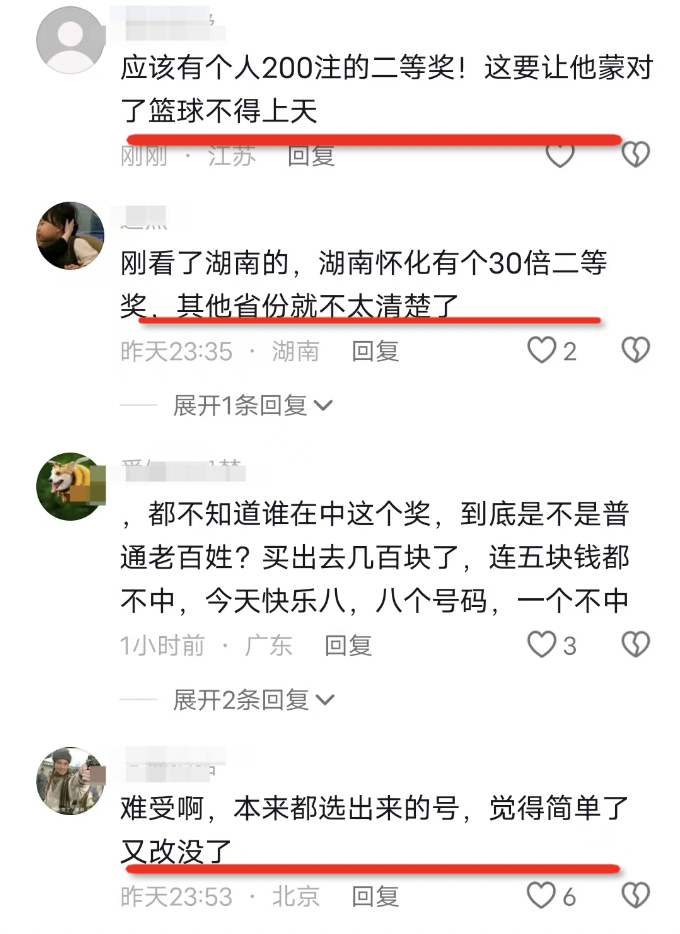 应该有个人200注的二等奖！这要让他蒙对
了篮球不得上天
刚刚 · 江苏 回复
刚看了湖南的，湖南怀化有个30倍二等
奖，其他省份就不太清楚了
昨天23:35 · 湖南 回复 2
展开1条回复
，都不知道谁在中这个奖，到底是不是普
通老百姓？买出去几百块了，连五块钱都
不中，今天快乐八，八个号码，一个不中
1小时前 · 广东 回复 3
展开2条回复
难受啊，本来都选出来的号，觉得简单了
又改没了
昨天23:53 · 北京 回复 6